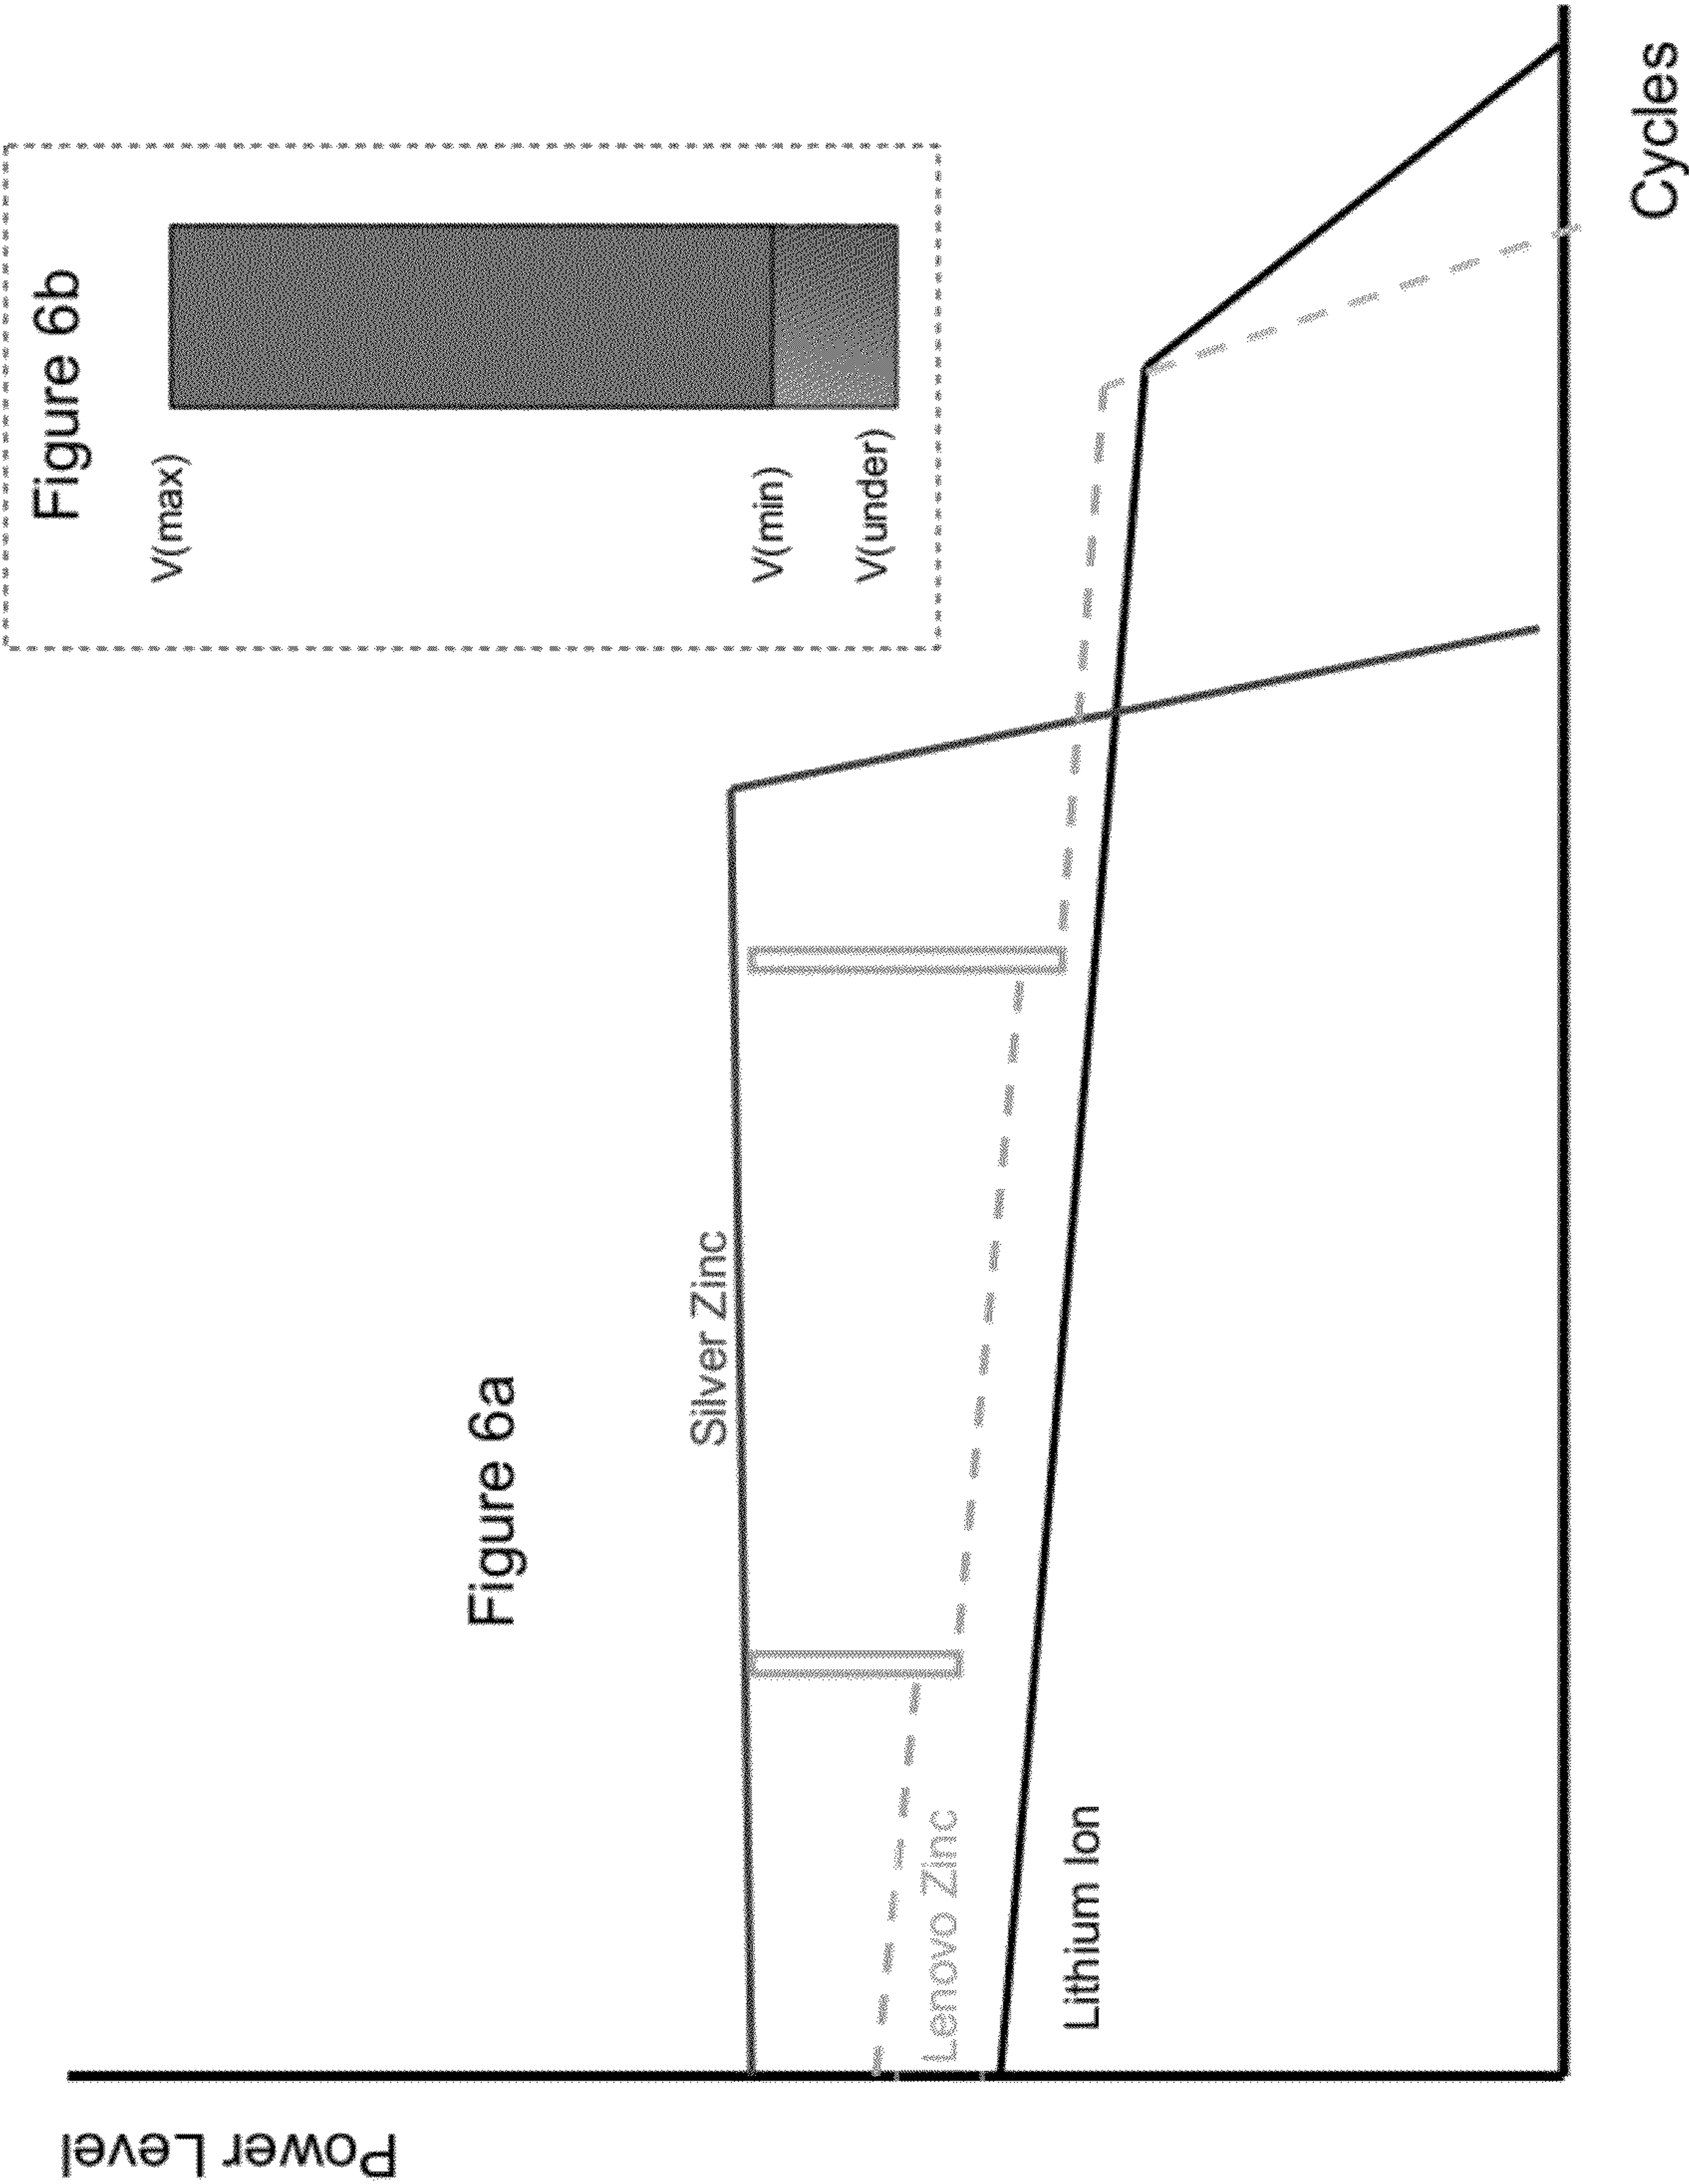 Figure 6b
V(max)
V(min)
V(under)
Figure 6a
Silver Zinc
Lenovo Zinc
Lithium Ion
Power Level
Cycles